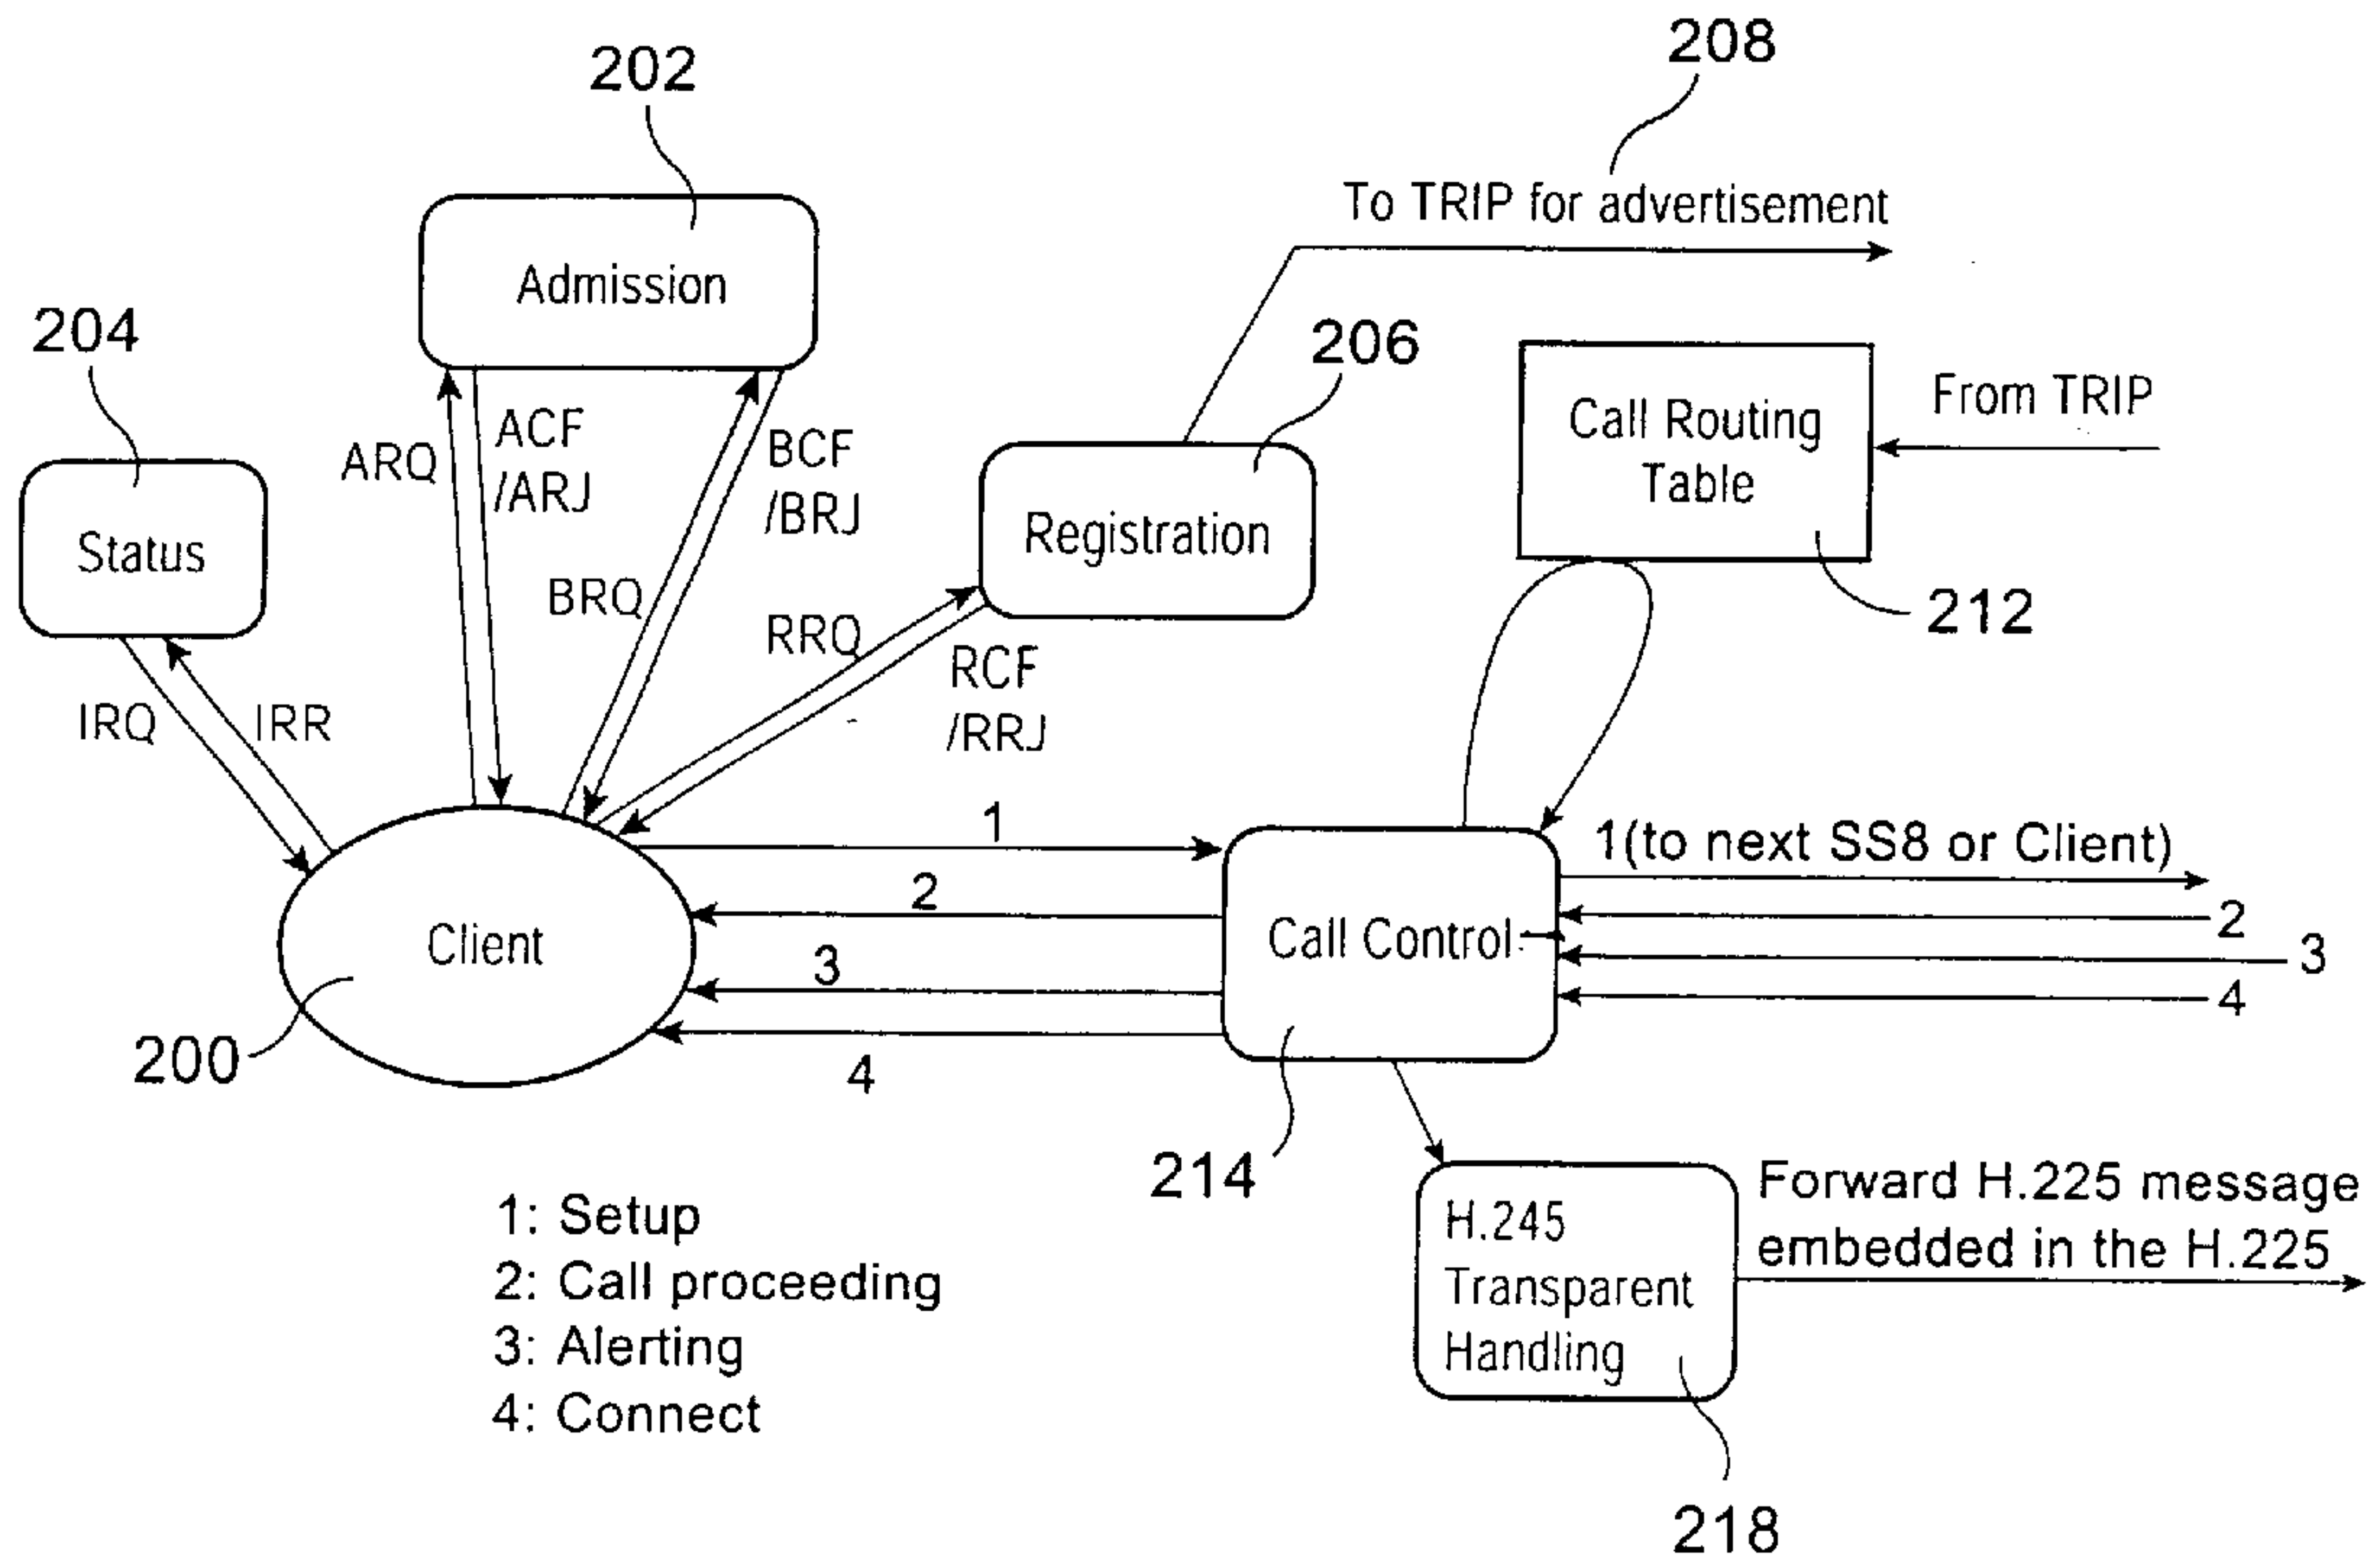 208
202
To TRIP for advertisement
Admission
204
206
From TRIP
Call Routing
Table
ACF
/ARJ
ARQ
BCF
/BRJ
Status
Registration
BRQ
RRQ
212
RCF
/RRJ
IRQ
IRR
1
1(to next SS8 or Client)
2
2
Client
Call Control
3
3
4
4
200
214
1: Setup
2: Call proceeding
3: Alerting
4: Connect
H.245
Transparent
Handling
Forward H.225 message
embedded in the H.225
218